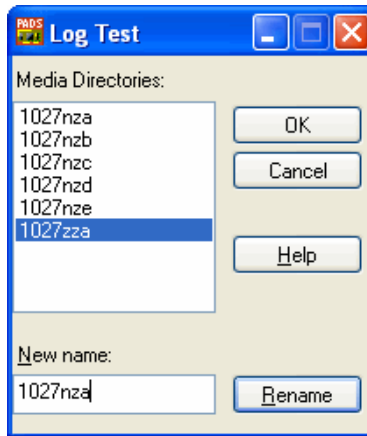 PADS Log Test
Media Directories:
1027nza
1027nzb
1027nzc
1027nzd
1027nze
1027zza
OK
Cancel
Help
New name:
1027nza
Rename